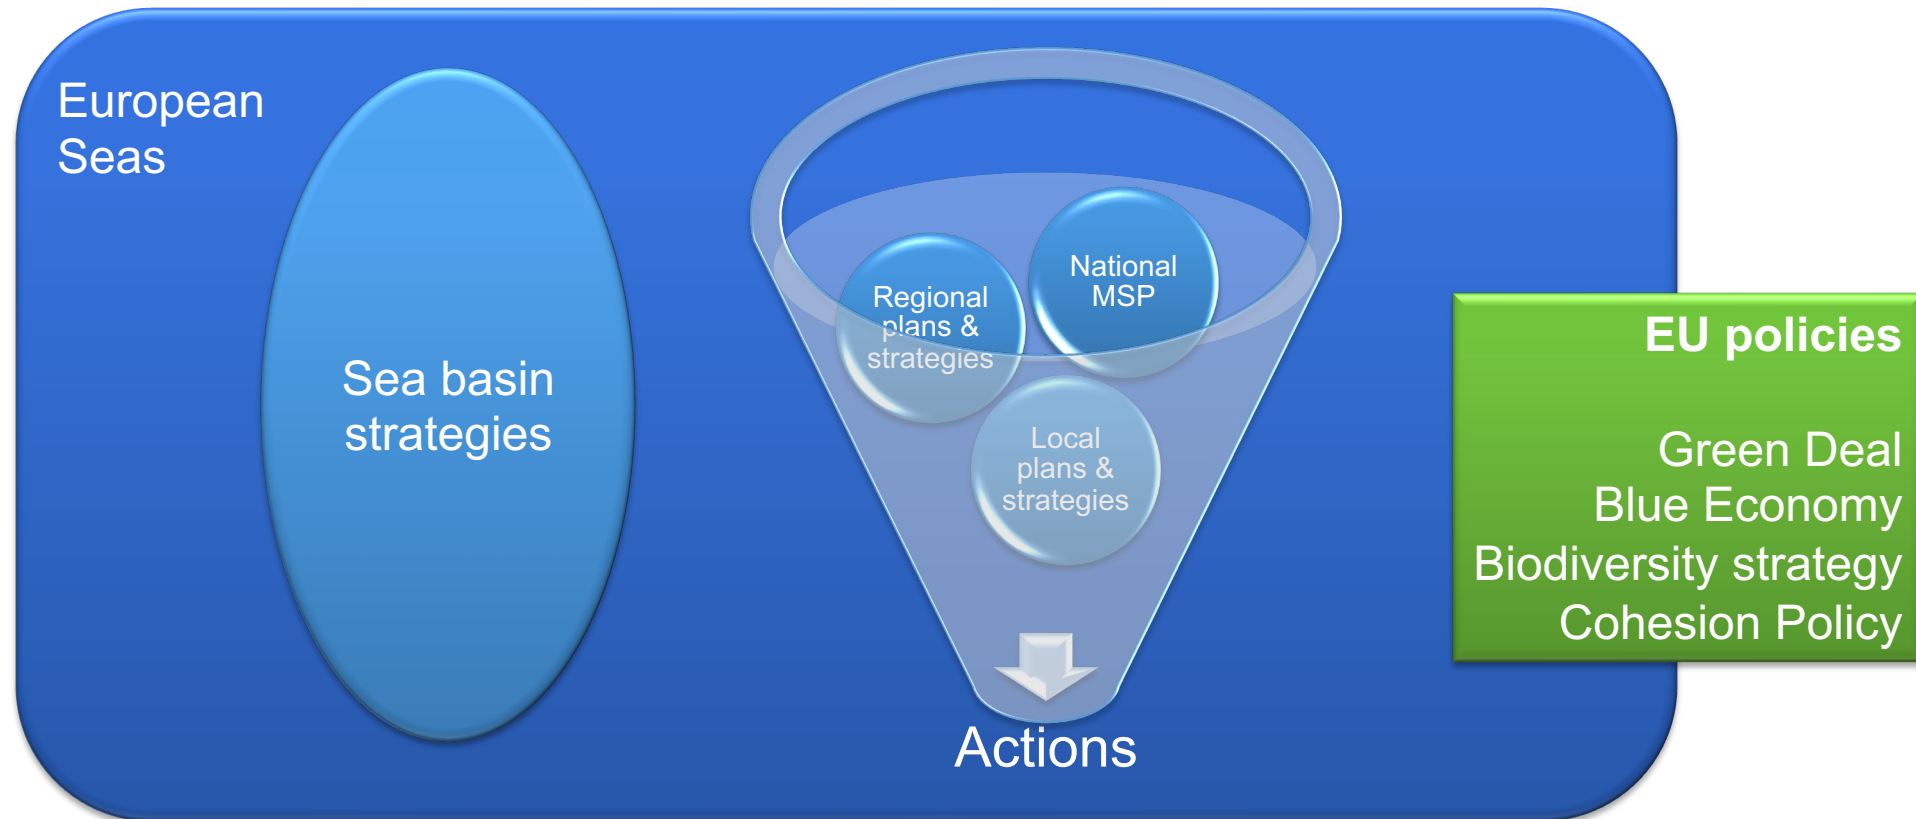 European
Seas
Sea basin
strategies
Regional
plans &
strategies
National
MSP
Local
plans &
strategies
Actions
EU policies
Green Deal
Blue Economy
Biodiversity strategy
Cohesion Policy